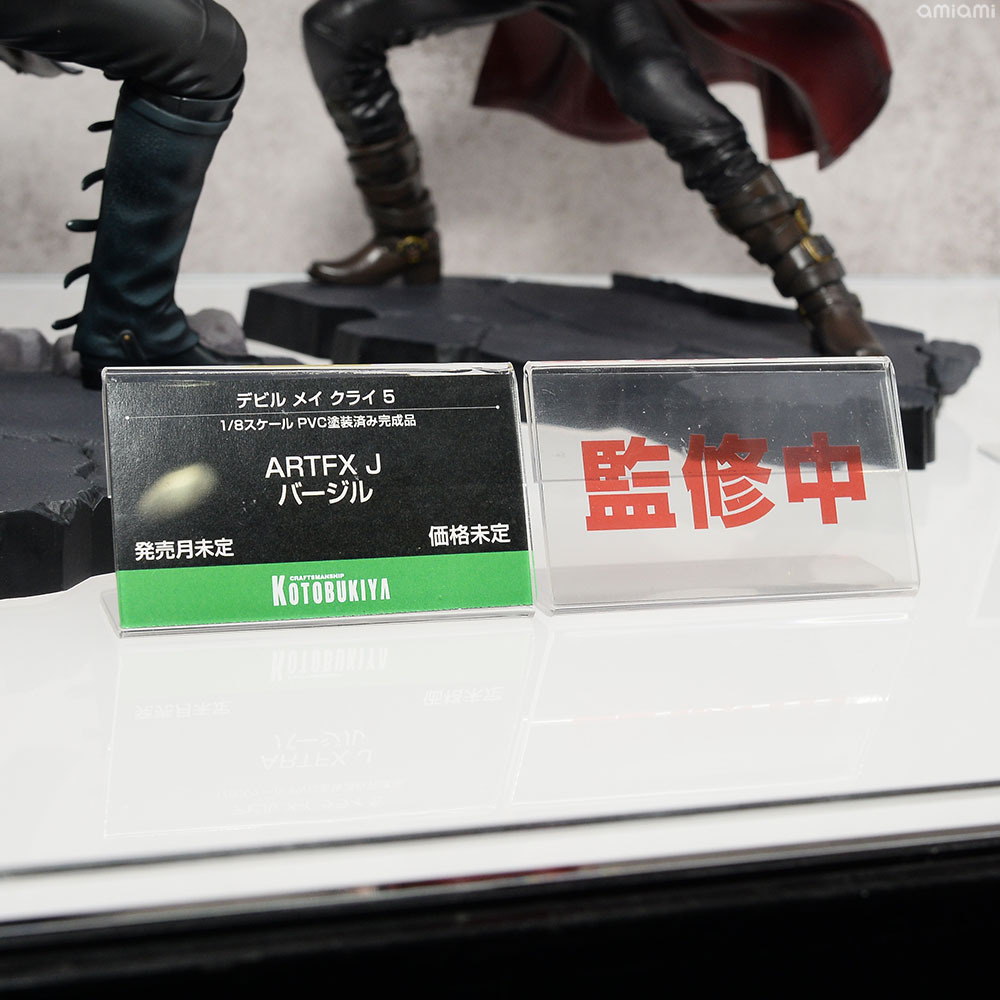 amiami
デビル メイ クライ 5
1/8スケール PVC塗装済み完成品
ARTFX J
バージル
発売月未定
価格未定
CRAFTSMANSHIP
KOTOBUKIYA
監修中